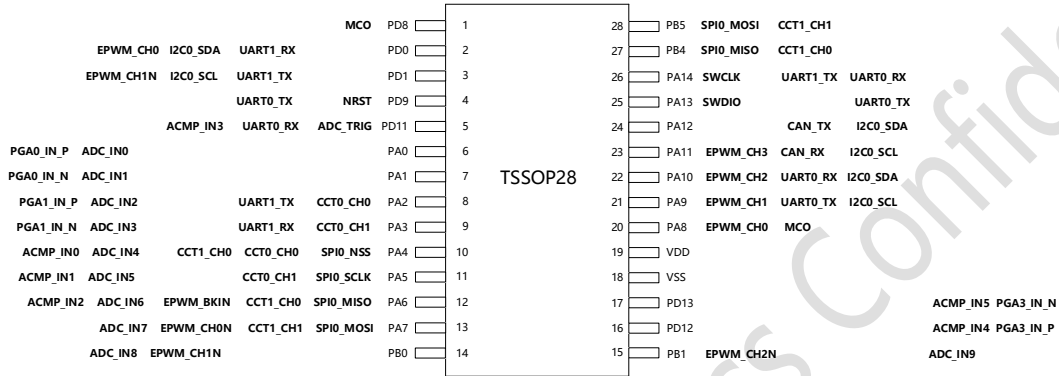 MCO PD8 1 28 PB5 SPI0_MOSI CCT1_CH1
EPWM_CH0 I2C0_SDA UART1_RX PD0 2 27 PB4 SPI0_MISO CCT1_CH0
EPWM_CH1N I2C0_SCL UART1_TX PD1 3 26 PA14 SWCLK UART1_TX UART0_RX
UART0_TX NRST PD9 4 25 PA13 SWDIO UART0_TX
ACMP_IN3 UART0_RX ADC_TRIG PD11 5 24 PA12 CAN_TX I2C0_SDA
PGA0_IN_P ADC_IN0 PA0 6 23 PA11 EPWM_CH3 CAN_RX I2C0_SCL
PGA0_IN_N ADC_IN1 PA1 7 TSSOP28 22 PA10 EPWM_CH2 UART0_RX I2C0_SDA
PGA1_IN_P ADC_IN2 UART1_TX CCT0_CH0 PA2 8 21 PA9 EPWM_CH1 UART0_TX I2C0_SCL
PGA1_IN_N ADC_IN3 UART1_RX CCT0_CH1 PA3 9 20 PA8 EPWM_CH0 MCO
ACMP_IN0 ADC_IN4 CCT1_CH0 CCT0_CH0 SPI0_NSS PA4 10 19 VDD
ACMP_IN1 ADC_IN5 CCT0_CH1 SPI0_SCLK PA5 11 18 VSS
ACMP_IN2 ADC_IN6 EPWM_BKIN CCT1_CH0 SPI0_MISO PA6 12 17 PD13 ACMP_IN5 PGA3_IN_N
ADC_IN7 EPWM_CH0N CCT1_CH1 SPI0_MOSI PA7 13 16 PD12 ACMP_IN4 PGA3_IN_P
ADC_IN8 EPWM_CH1N PB0 14 15 PB1 EPWM_CH2N ADC_IN9